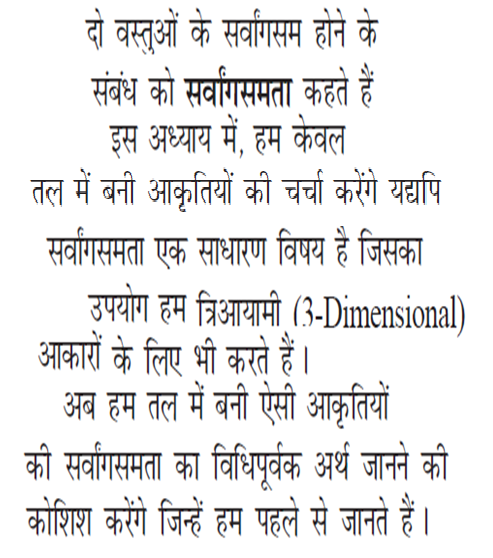 दो वस्तुओं के सर्वांगसम होने के
संबंध को सर्वांगसमता कहते हैं
इस अध्याय में, हम केवल
तल में बनी आकृतियों की चर्चा करेंगे यद्यपि
सर्वांगसमता एक साधारण विषय है जिसका
उपयोग हम त्रिआयामी (3-Dimensional)
आकारों के लिए भी करते हैं।
अब हम तल में बनी ऐसी आकृतियों
की सर्वांगसमता का विधिपूर्वक अर्थ जानने की
कोशिश करेंगे जिन्हें हम पहले से जानते हैं।